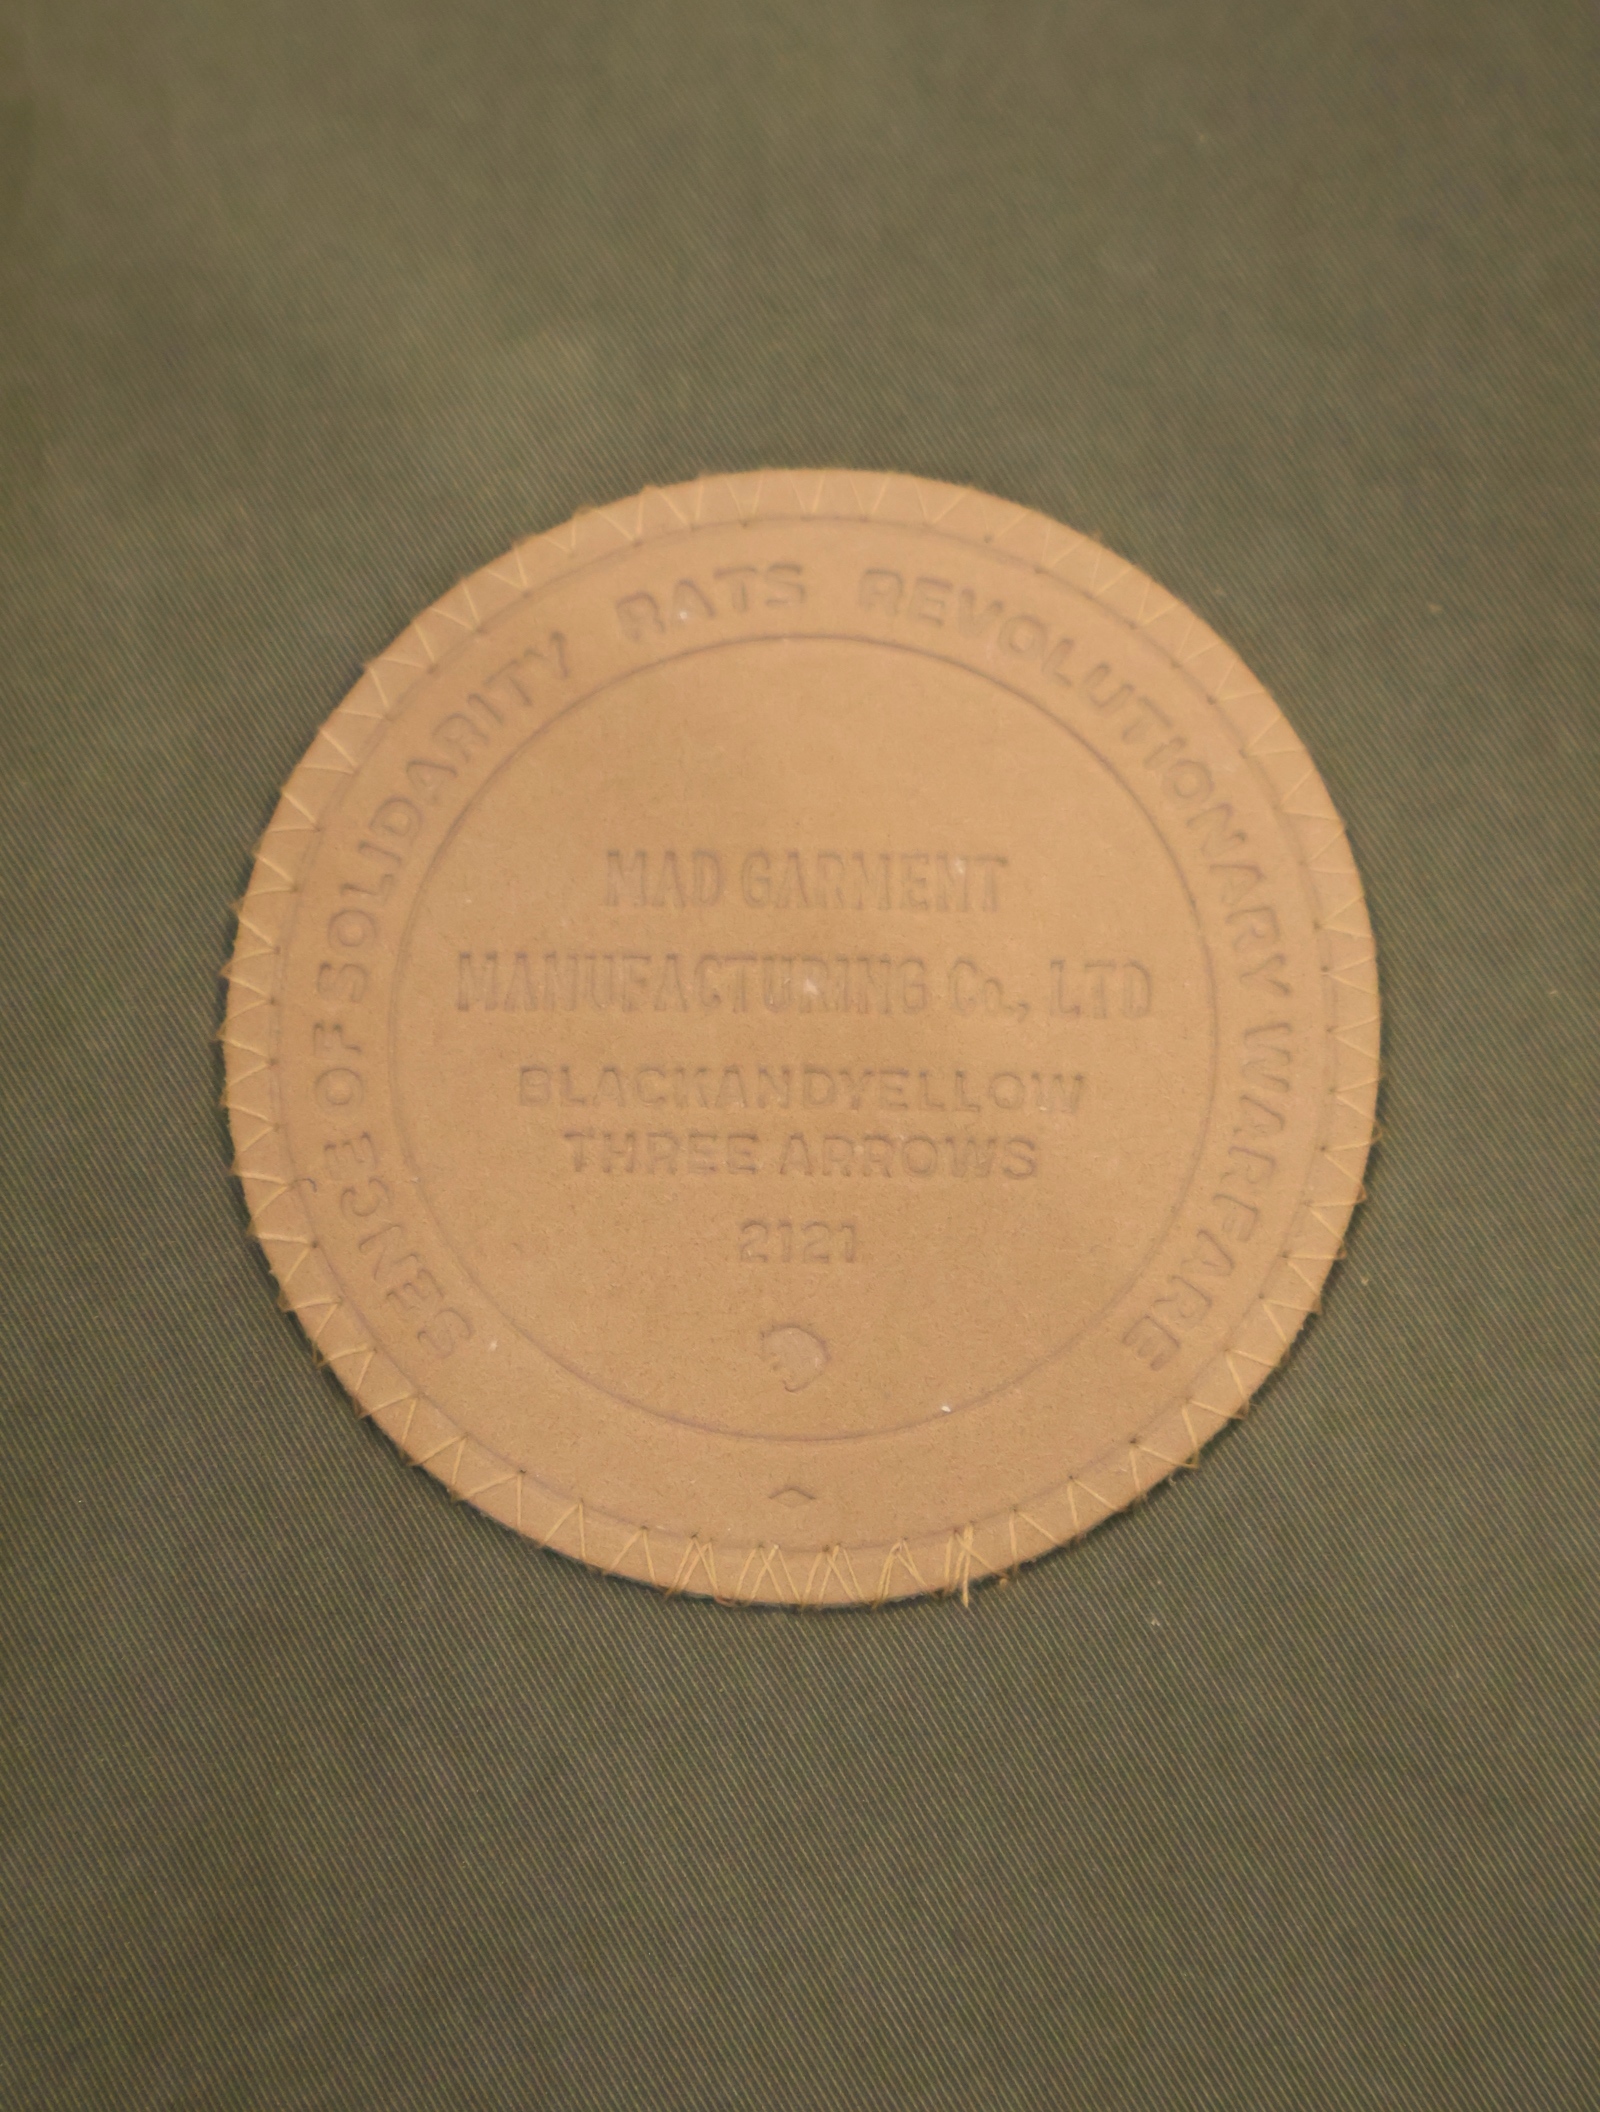 SENCE OF SOLIDARITY RATS REVOLUTIONARY WARFARE
MAD GARMENT
MANUFACTURING Co., LTD
BLACKANDYELLOW
THREE ARROWS
2121